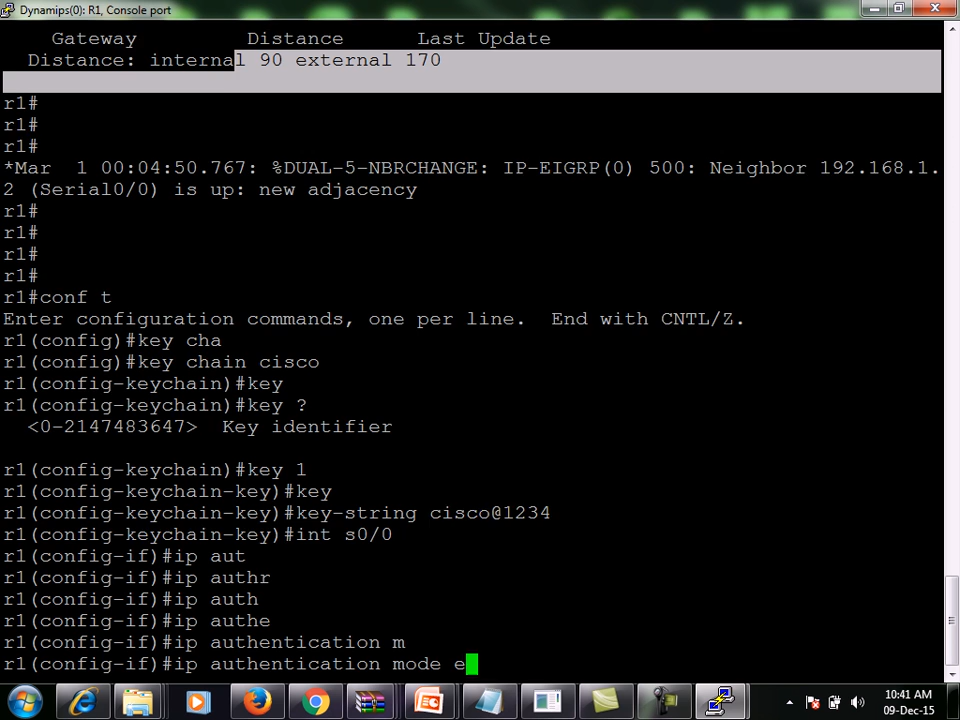 Dynamips(0): R1, Console port
Gateway Distance Last Update
Distance: internal 90 external 170
r1#
r1#
r1#
*Mar 1 00:04:50.767: %DUAL-5-NBRCHANGE: IP-EIGRP(0) 500: Neighbor 192.168.1.
2 (Serial0/0) is up: new adjacency
r1#
r1#
r1#
r1#
r1#conf t
Enter configuration commands, one per line. End with CNTL/Z.
r1(config)#key cha
r1(config)#key chain cisco
r1(config-keychain)#key
r1(config-keychain)#key ?
<0-2147483647> Key identifier
r1(config-keychain)#key 1
r1(config-keychain-key)#key
r1(config-keychain-key)#key-string cisco@1234
r1(config-keychain-key)#int s0/0
r1(config-if)#ip aut
r1(config-if)#ip authr
r1(config-if)#ip auth
r1(config-if)#ip authe
r1(config-if)#ip authentication m
r1(config-if)#ip authentication mode e
10:41 AM
09-Dec-15